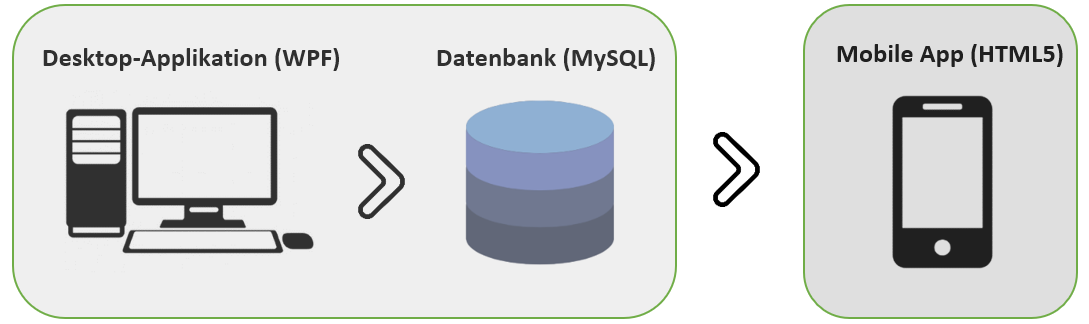 Desktop-Applikation (WPF)
Datenbank (MySQL)
Mobile App (HTML5)